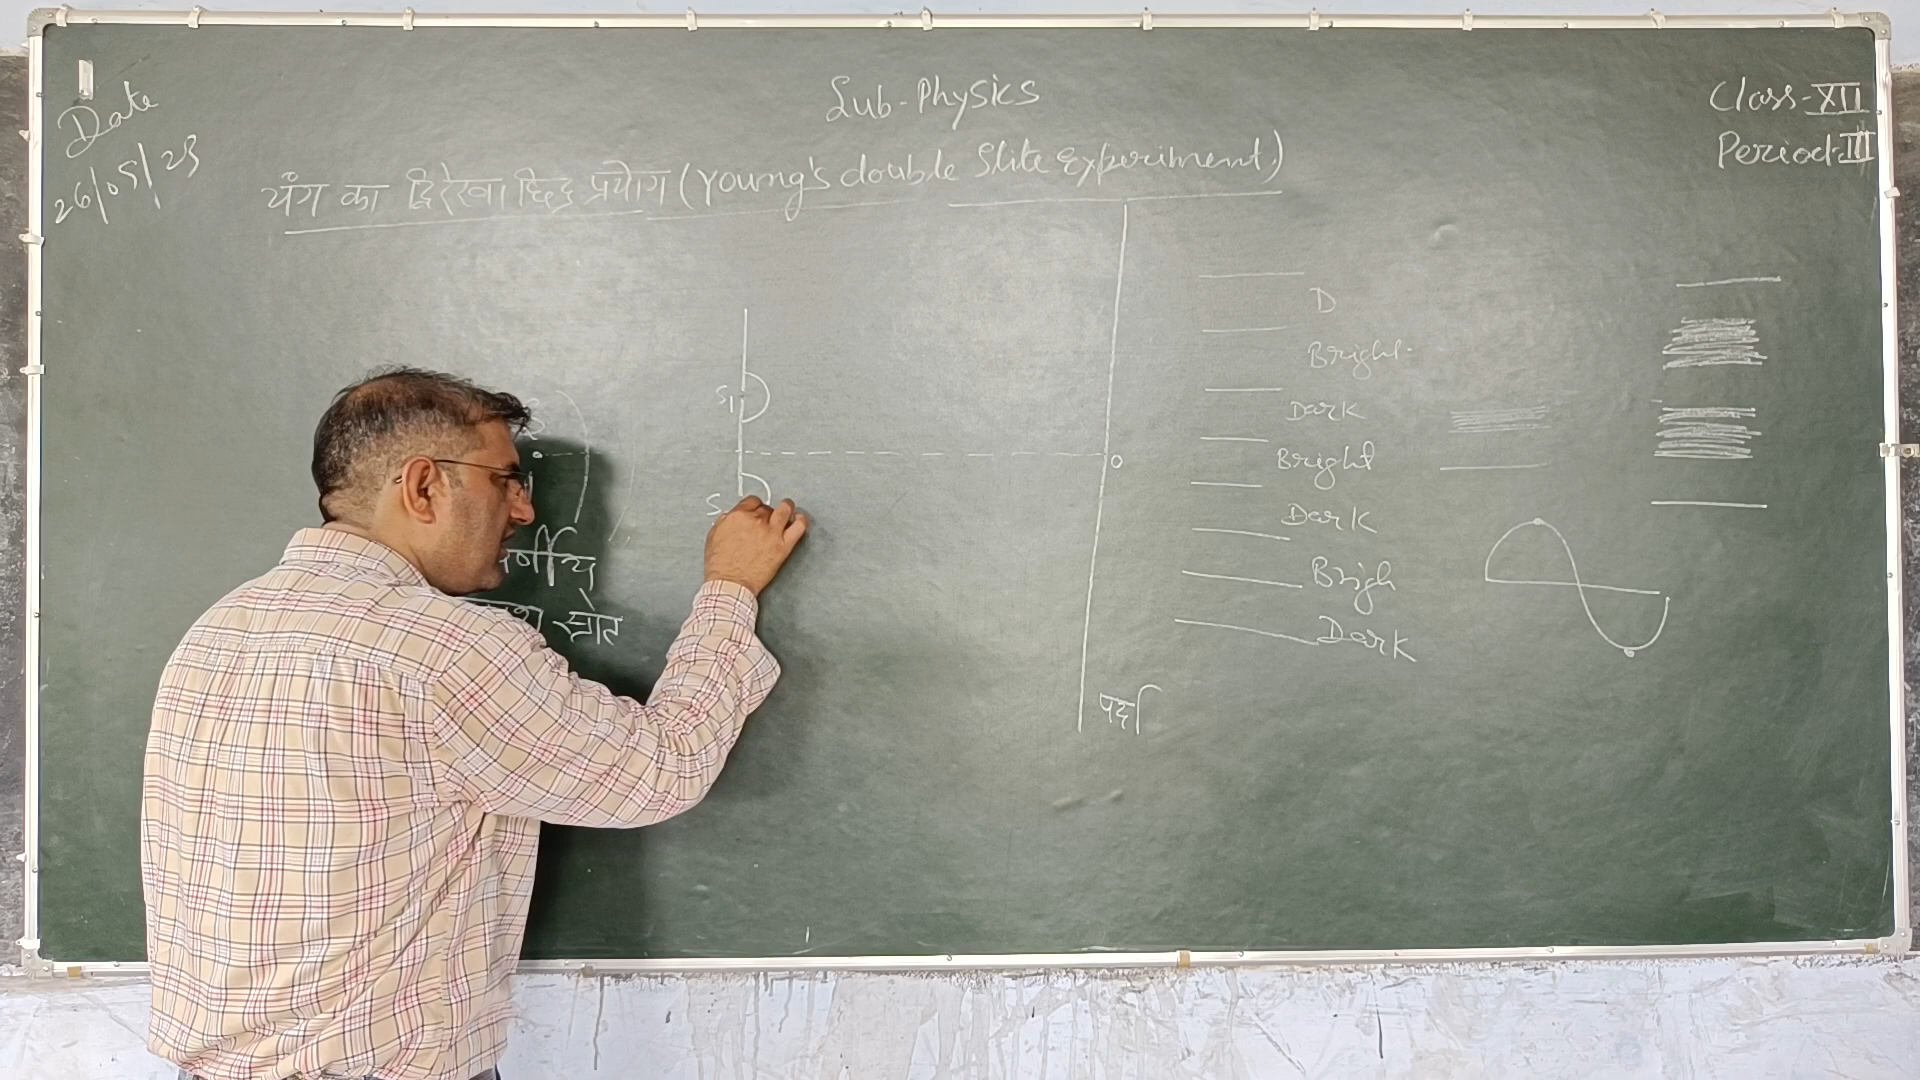 Date
26/05/23
Sub-Physics
Class-XII
Period-III
यंग का द्विरेखा छिद्र प्रयोग (Young's double Slite Experiment)
D
Bright
Dark
Bright
Dark
Brigh
Dark
S1
S
O
स्रोत
पर्दा